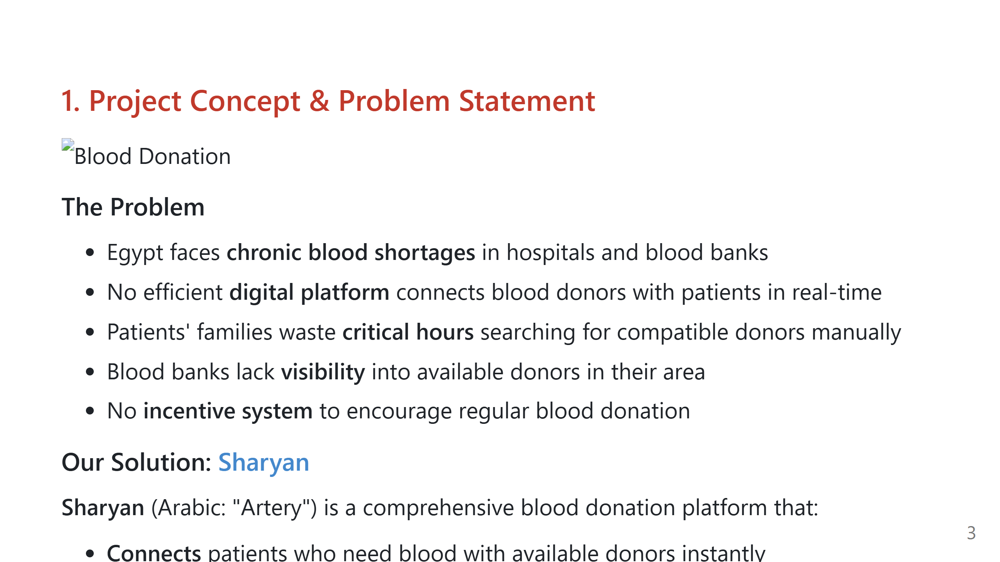 1. Project Concept & Problem Statement
Blood Donation
The Problem
• Egypt faces chronic blood shortages in hospitals and blood banks
• No efficient digital platform connects blood donors with patients in real-time
• Patients' families waste critical hours searching for compatible donors manually
• Blood banks lack visibility into available donors in their area
• No incentive system to encourage regular blood donation
Our Solution: Sharyan
Sharyan (Arabic: "Artery") is a comprehensive blood donation platform that:
3
• Connects patients who need blood with available donors instantly